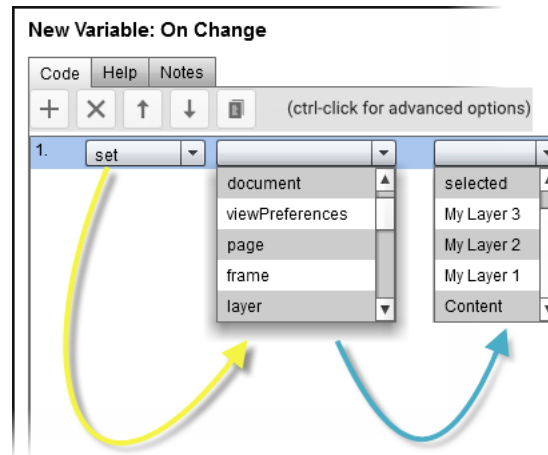 New Variable: On Change
Code Help Notes
(ctrl-click for advanced options)
1. set
document selected
viewPreferences My Layer 3
page My Layer 2
frame My Layer 1
layer Content